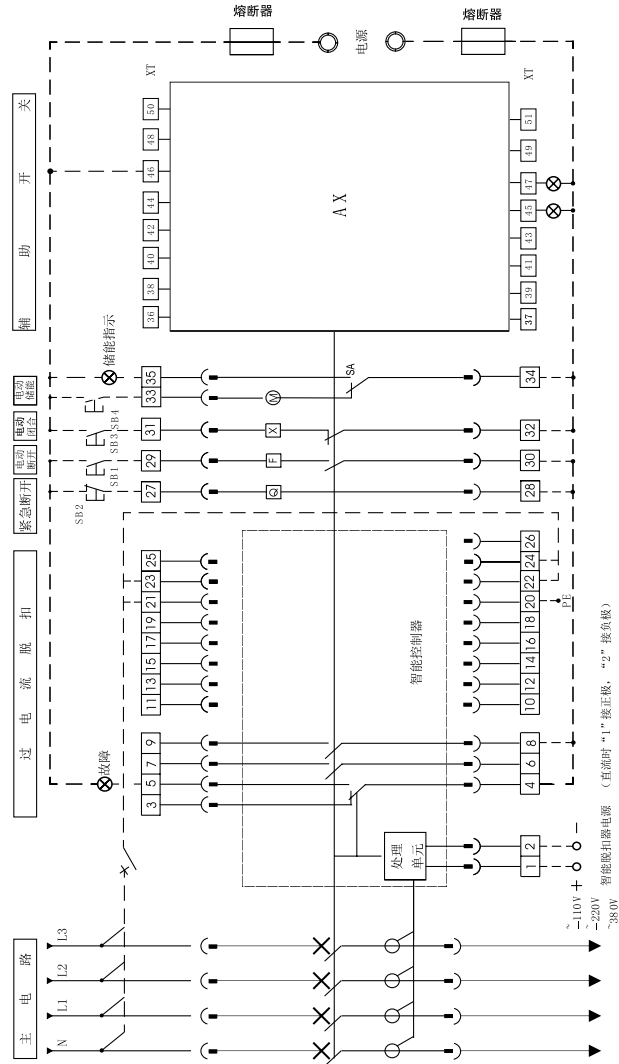 主 电 路
过 电 流 脱 扣
紧急断开
电动
断开
电动
闭合
电动
储能
辅 助 开 关
SB2
SB1
SB3
SB4
故障
储能指示
N L1 L2 L3
3 5 7 9 11 13 15 17 19 21 23 25 27 29 31 33 35
36 38 40 42 44 46 48 50
XT
熔断器
Q F X M
SA
AX
电源
智能控制器
处理
单元
1 2 4 6 8 10 12 14 16 18 20 22 24 26 28 30 32 34
37 39 41 43 45 47 49 51
XT
熔断器
PE
+ −
~
−110V
~
−220V
~380V
智能脱扣器电源 （直流时“1”接正极，“2”接负极）